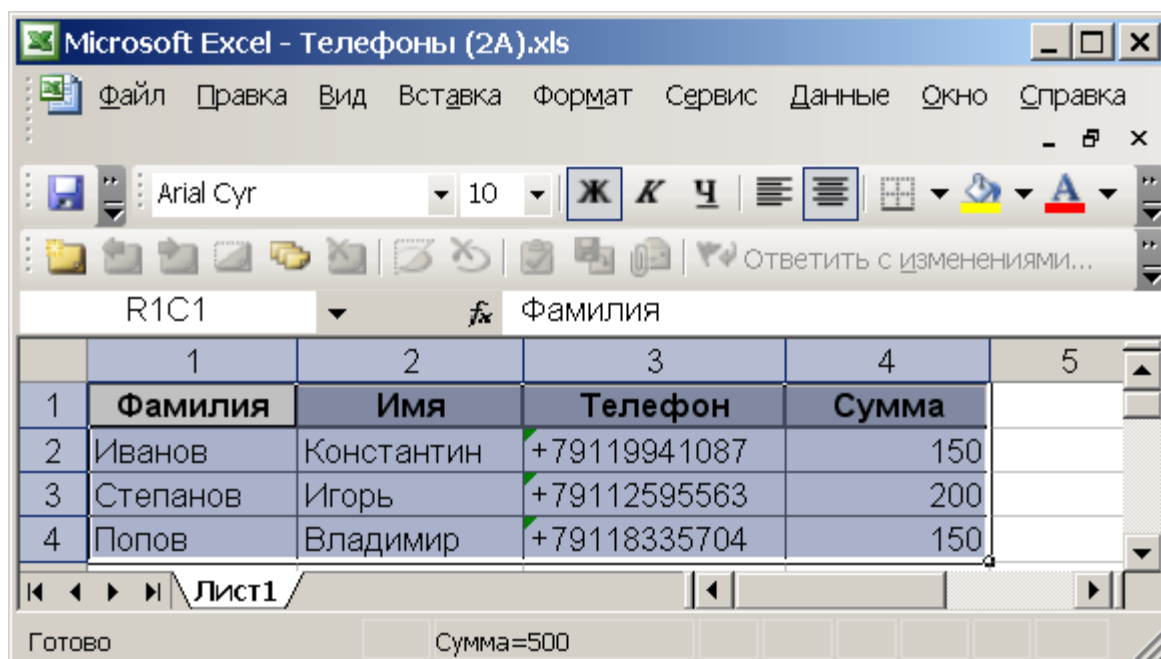 Microsoft Excel - Телефоны (2A).xls
Файл Правка Вид Вставка Формат Сервис Данные Окно Справка
Arial Cyr 10 Ж К Ч А
Ответить с изменениями...
R1C1 fx Фамилия
1 2 3 4 5
1 Фамилия Имя Телефон Сумма
2 Иванов Константин +79119941087 150
3 Степанов Игорь +79112595563 200
4 Попов Владимир +79118335704 150
Лист1
Готово Сумма=500